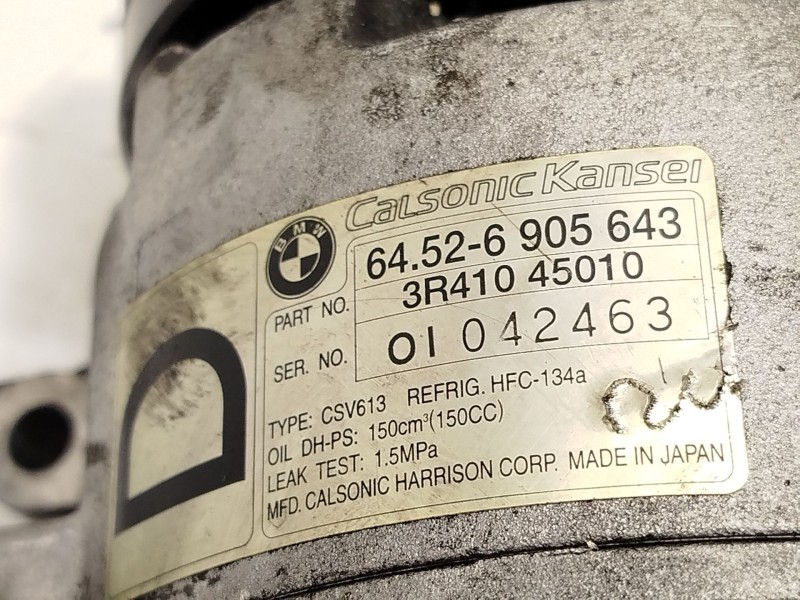 Calsonic Kansei
BMW
64.52-6 905 643
PART NO. 3R410 45010
SER. NO. 01 042463
TYPE: CSV613 REFRIG. HFC-134a
OIL DH-PS: 150cm³(150CC)
LEAK TEST: 1.5MPa
MFD. CALSONIC HARRISON CORP. MADE IN JAPAN
D